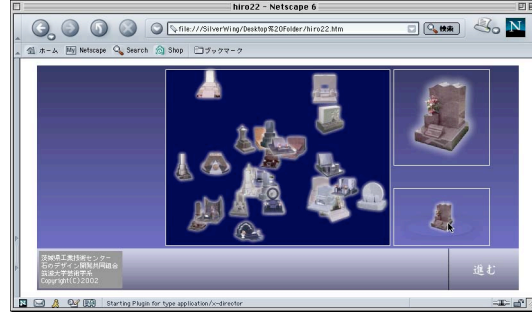 hiro22 - Netscape 6
file:///SilverWing/Desktop%20Folder/hiro22.htm
検索
N
ホーム My Netscape Search Shop ブックマーク
茨城県工業技術センター
石のデザイン開発共同組合
筑波大学芸術学系
Copyright(C)2002
進む
Starting Plugin for type application/x-director